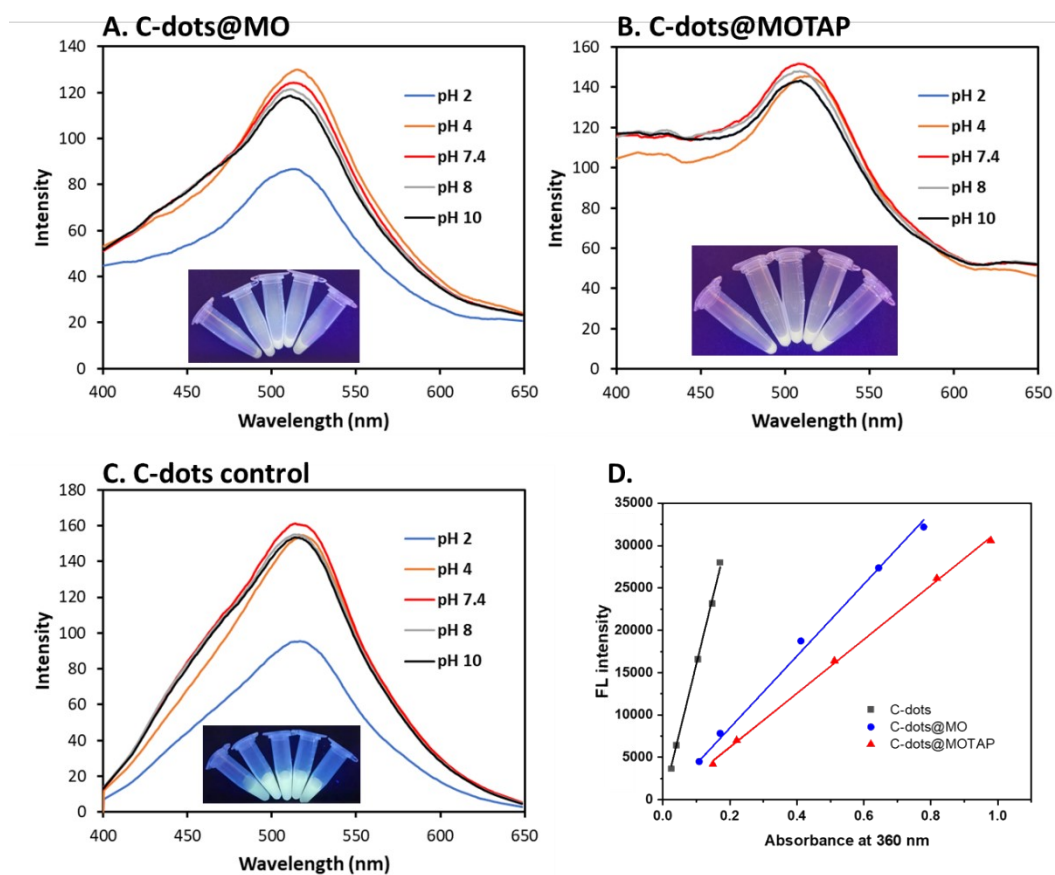 A. C-dots@MO
140
120
100
80
60
40
20
0
Intensity
400 450 500 550 600 650
Wavelength (nm)
pH 2
pH 4
pH 7.4
pH 8
pH 10
B. C-dots@MOTAP
160
140
120
100
80
60
40
20
0
Intensity
400 450 500 550 600 650
Wavelength (nm)
pH 2
pH 4
pH 7.4
pH 8
pH 10
C. C-dots control
180
160
140
120
100
80
60
40
20
0
Intensity
400 450 500 550 600 650
Wavelength (nm)
pH 2
pH 4
pH 7.4
pH 8
pH 10
D.
35000
30000
25000
20000
15000
10000
5000
0
FL intensity
0.0 0.2 0.4 0.6 0.8 1.0
Absorbance at 360 nm
C-dots
C-dots@MO
C-dots@MOTAP